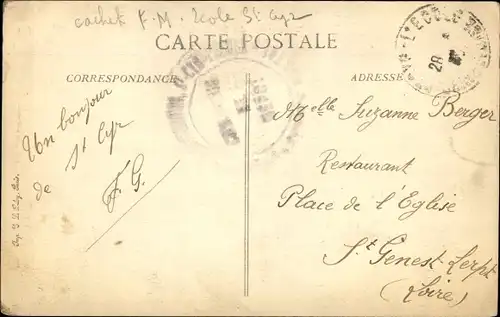 cachet F.M. Ecole St Cyr
CARTE POSTALE
CORRESPONDANCE
ADRESSE
Un bonjour
de St Cyr
F. G.
Melle Suzanne Berger
Restaurant
Place de l'Eglise
St Genest Lerpt
(Loire)
28